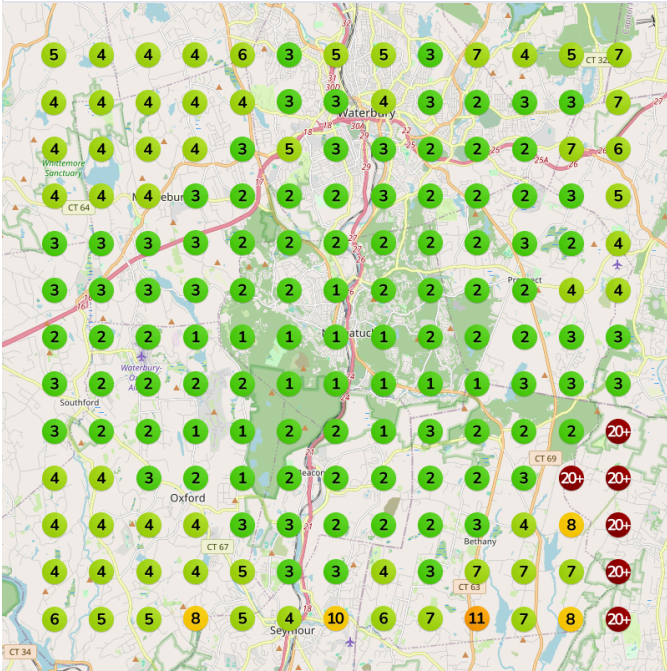 5 4 4 4 6 3 5 5 3 7 4 5 7
CT 322
4 4 4 4 4 3 3 4 3 2 3 3 7
Waterbury
4 4 4 4 3 5 3 3 2 2 2 7 6
Whittemore
Sanctuary
4 4 4 3 2 2 2 3 2 2 2 3 5
CT 64
3 3 3 3 2 2 2 2 2 2 3 2 4
3 3 3 3 2 2 1 2 2 2 2 4 4
2 2 2 1 1 1 1 1 2 2 2 3 3
Waterbury-
3 2 2 2 2 1 1 1 1 1 3 3 3
Southford
3 2 2 1 1 2 2 1 3 2 2 2 20+
CT 69
4 4 3 2 1 2 2 2 2 2 3 20+ 20+
Oxford
4 4 4 4 3 3 2 2 2 3 4 8 20+
Bethany
CT 67
4 4 4 4 5 3 3 4 3 7 7 7 20+
CT 63
6 5 5 8 5 4 10 6 7 11 7 8 20+
Seymour
CT 34